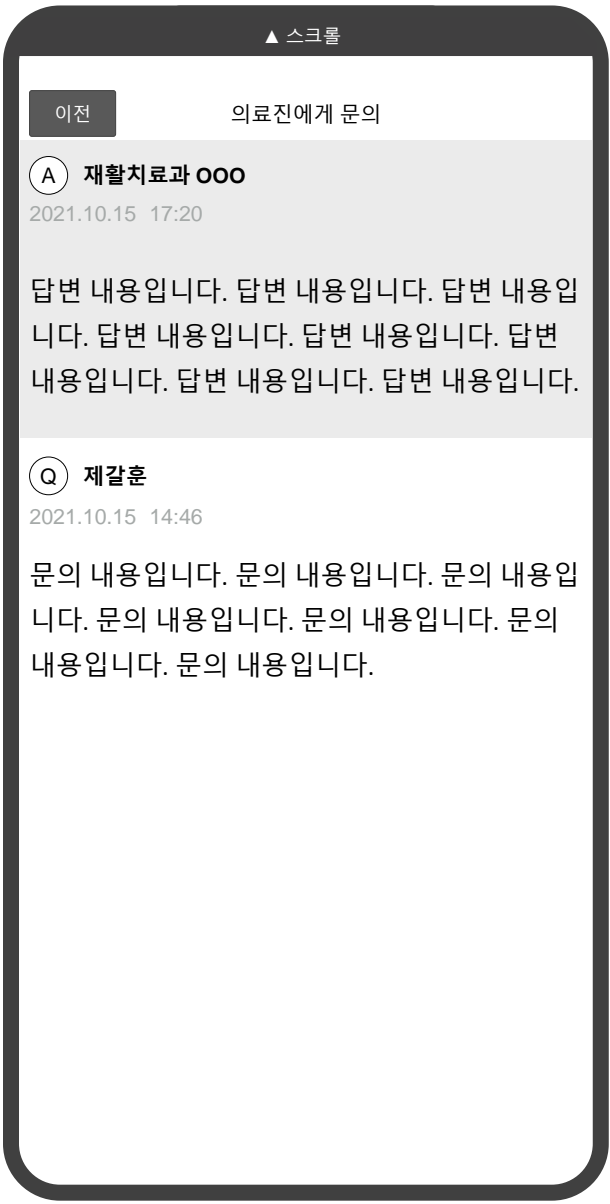 ▲ 스크롤
이전
의료진에게 문의
A 재활치료과 OOO
2021.10.15 17:20
답변 내용입니다. 답변 내용입니다. 답변 내용입
니다. 답변 내용입니다. 답변 내용입니다. 답변
내용입니다. 답변 내용입니다. 답변 내용입니다.
Q 제갈훈
2021.10.15 14:46
문의 내용입니다. 문의 내용입니다. 문의 내용입
니다. 문의 내용입니다. 문의 내용입니다. 문의
내용입니다. 문의 내용입니다.